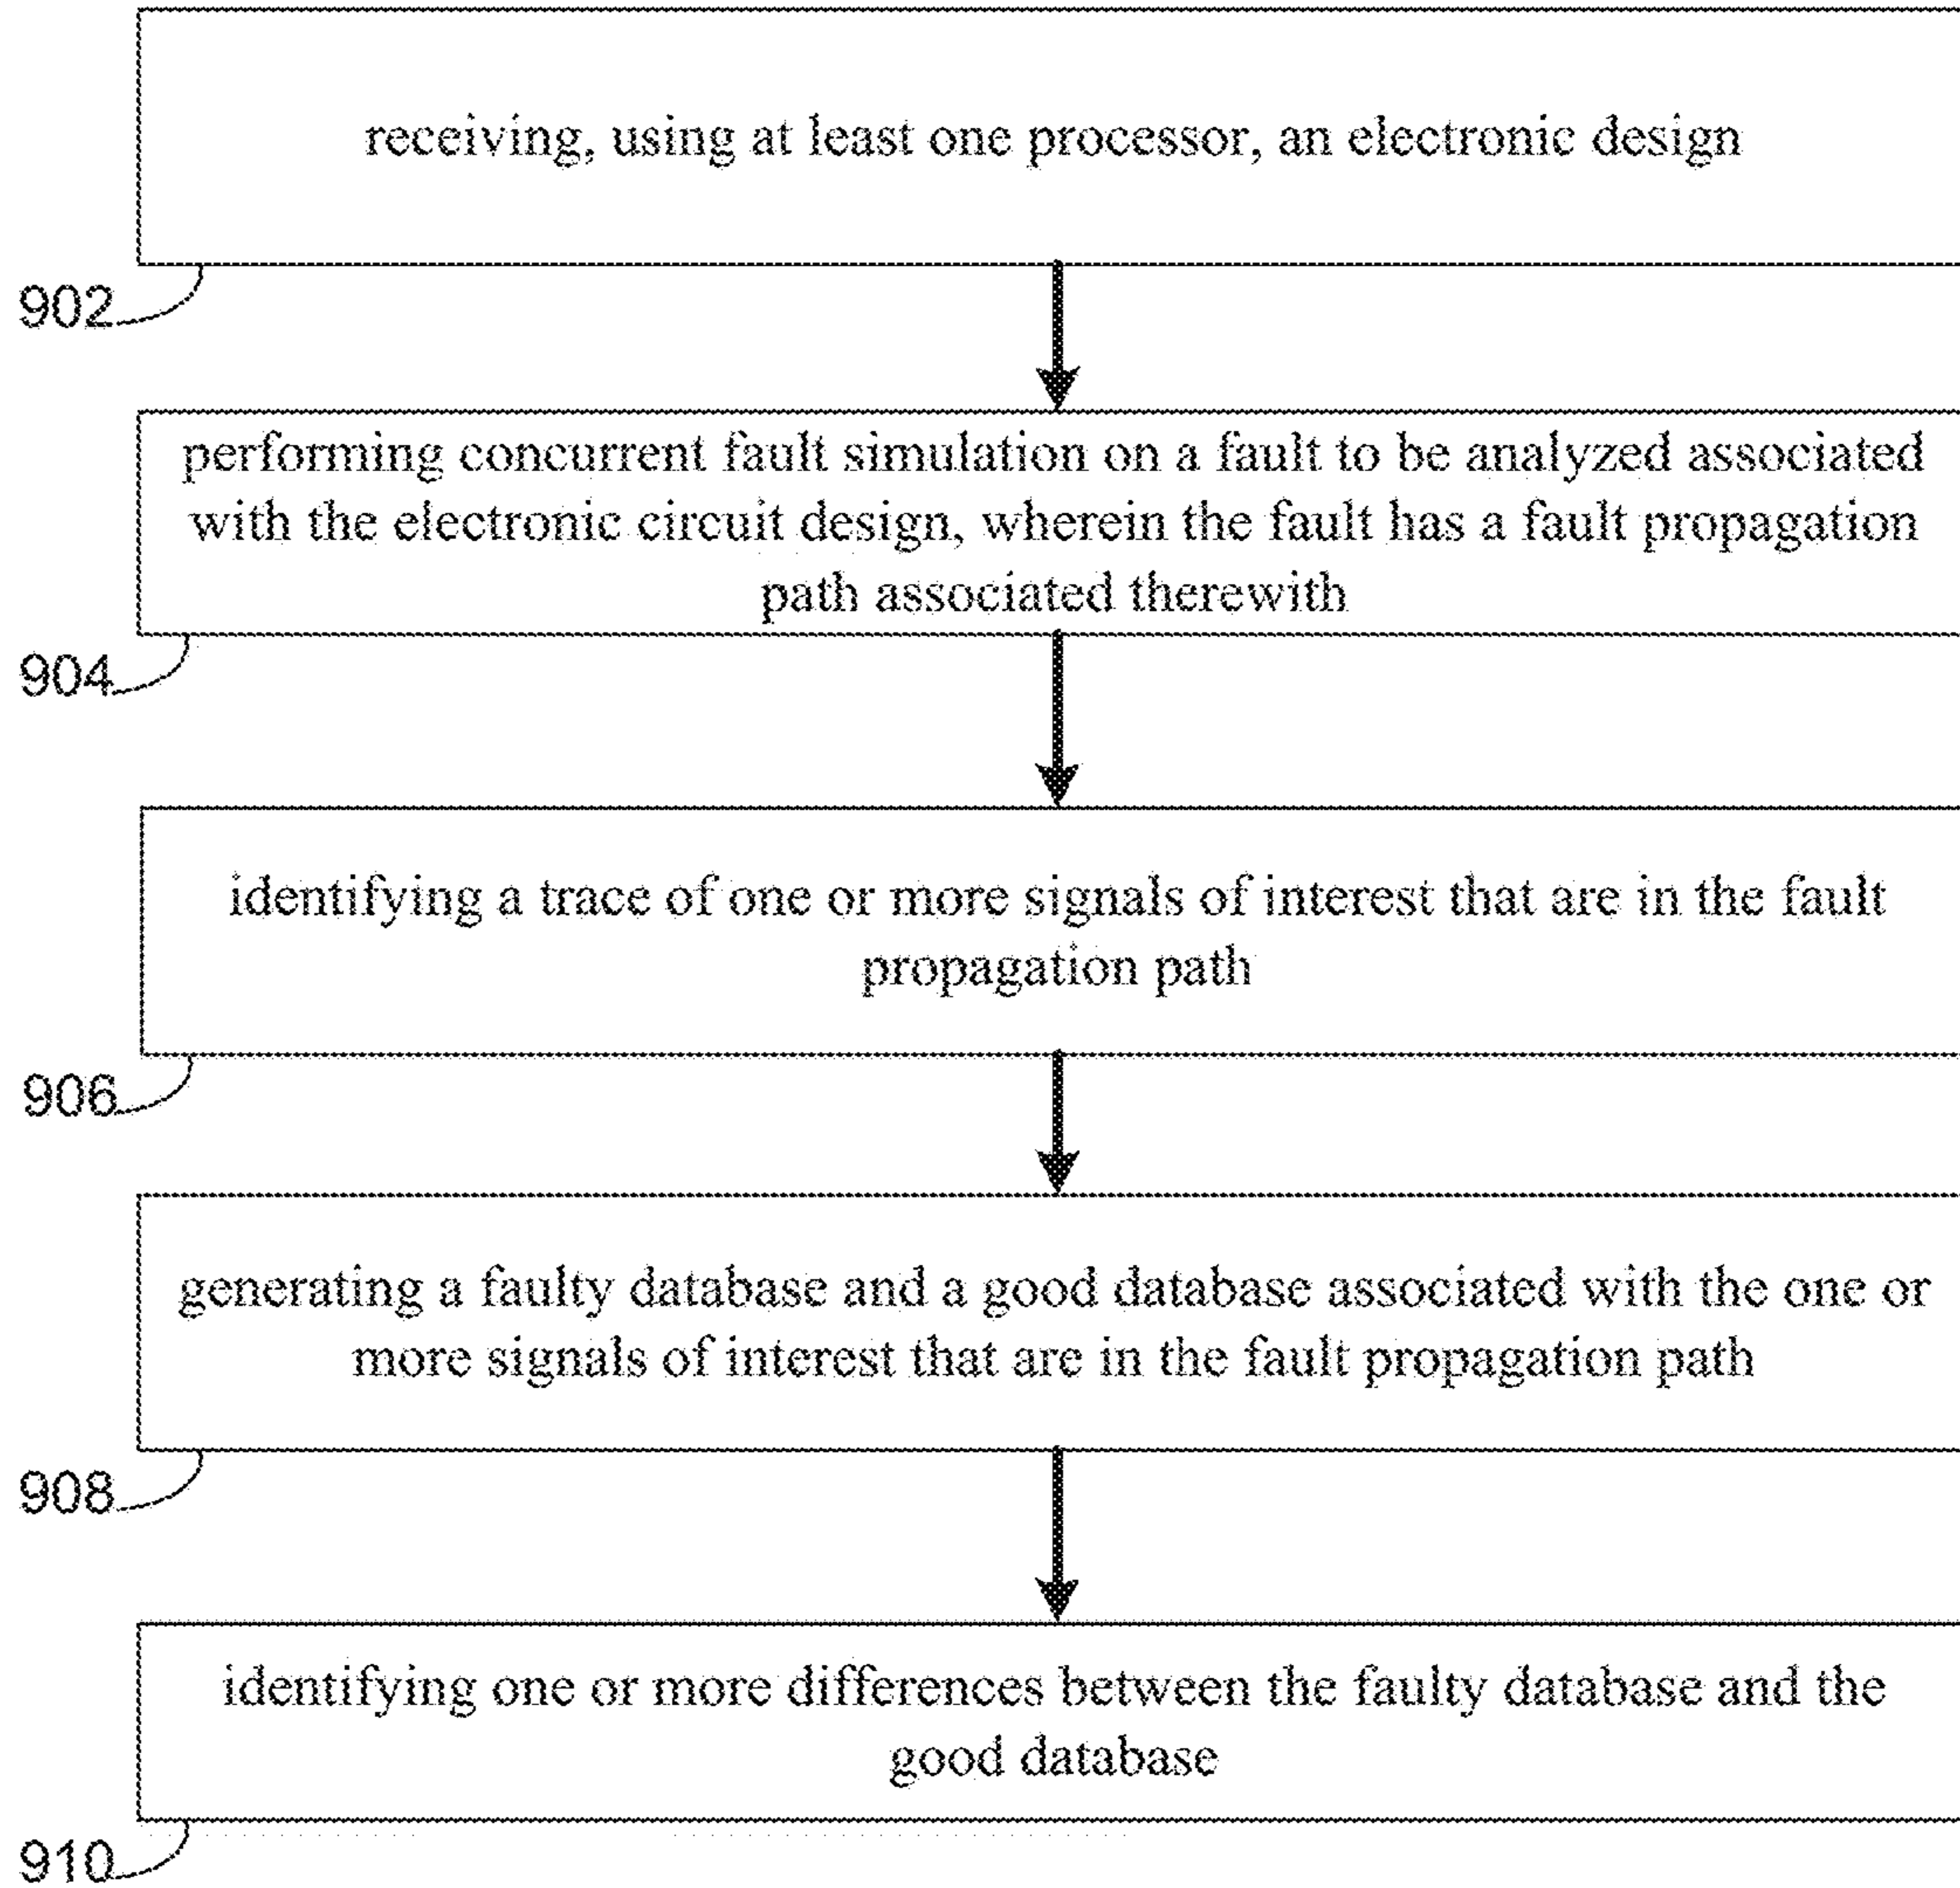 receiving, using at least one processor, an electronic design
902
performing concurrent fault simulation on a fault to be analyzed associated
with the electronic circuit design, wherein the fault has a fault propagation
path associated therewith
904
identifying a trace of one or more signals of interest that are in the fault
propagation path
906
generating a faulty database and a good database associated with the one or
more signals of interest that are in the fault propagation path
908
identifying one or more differences between the faulty database and the
good database
910